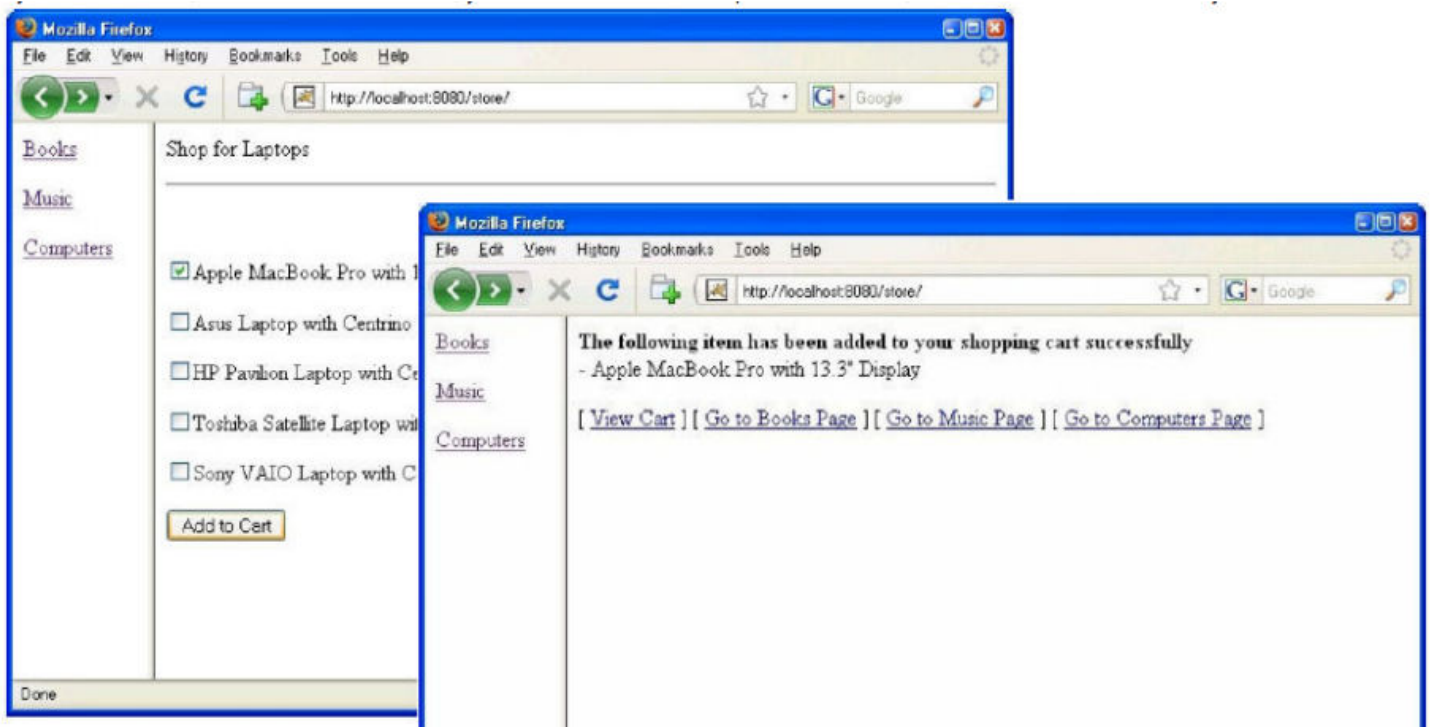 Mozilla Firefox
File Edit View History Bookmarks Tools Help
http://localhost:8080/store/
Google
Books
Music
Computers
Shop for Laptops
Apple MacBook Pro with
Asus Laptop with Centrino
HP Pavilion Laptop with
Toshiba Satellite Laptop
Sony VAIO Laptop with C
Add to Cart
Done
Mozilla Firefox
File Edit View History Bookmarks Tools Help
http://localhost:8080/store/
Google
Books
Music
Computers
The following item has been added to your shopping cart successfully
- Apple MacBook Pro with 13.3" Display
[ View Cart ] [ Go to Books Page ] [ Go to Music Page ] [ Go to Computers Page ]